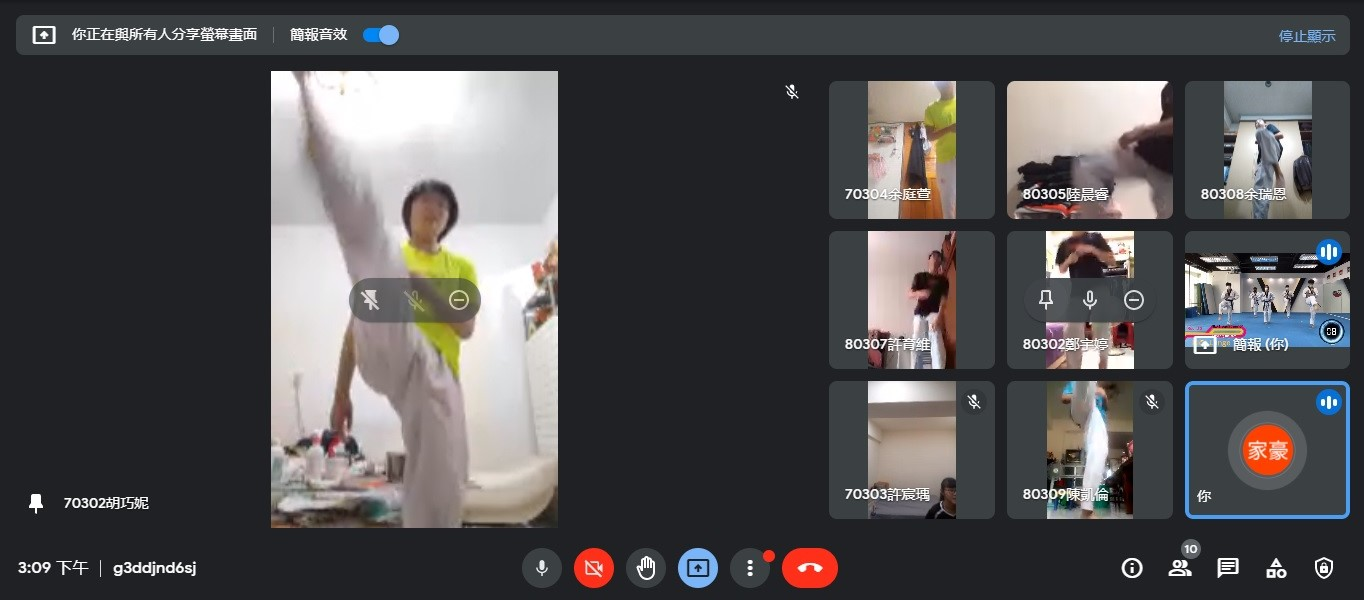 你正在與所有人分享螢幕畫面
簡報音效
停止顯示
70304余庭萱
80305陸晨睿
80308余瑞恩
80307許育維
80302鄭宇婷
CB
簡報 (你)
70302胡巧妮
70303許宸瑀
80309陳凱倫
家豪
你
3:09 下午
g3ddjnd6sj
10